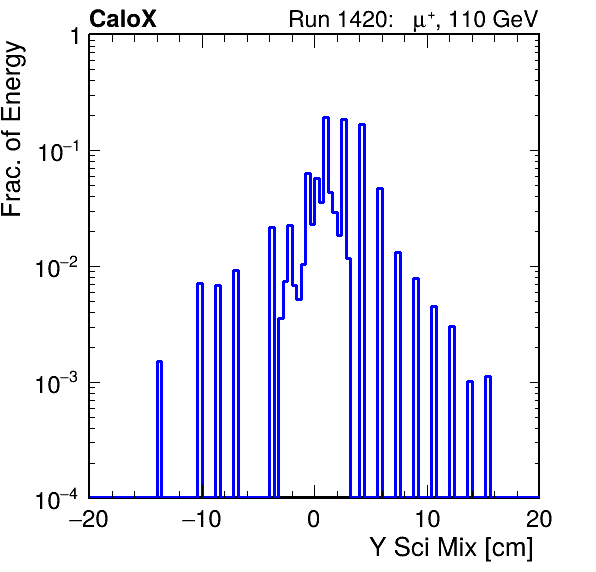 CaloX Run 1420: μ⁺, 110 GeV
Frac. of Energy
1
10⁻¹
10⁻²
10⁻³
10⁻⁴
−20 −10 0 10 20
Y Sci Mix [cm]